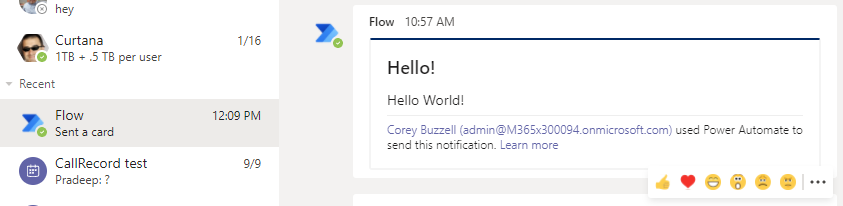 hey
Curtana 1/16
1TB + .5 TB per user
Recent
Flow 12:09 PM
Sent a card
CallRecord test 9/9
Pradeep: ?
Flow 10:57 AM
Hello!
Hello World!
Corey Buzzell (admin@M365x300094.onmicrosoft.com) used Power Automate to
send this notification. Learn more